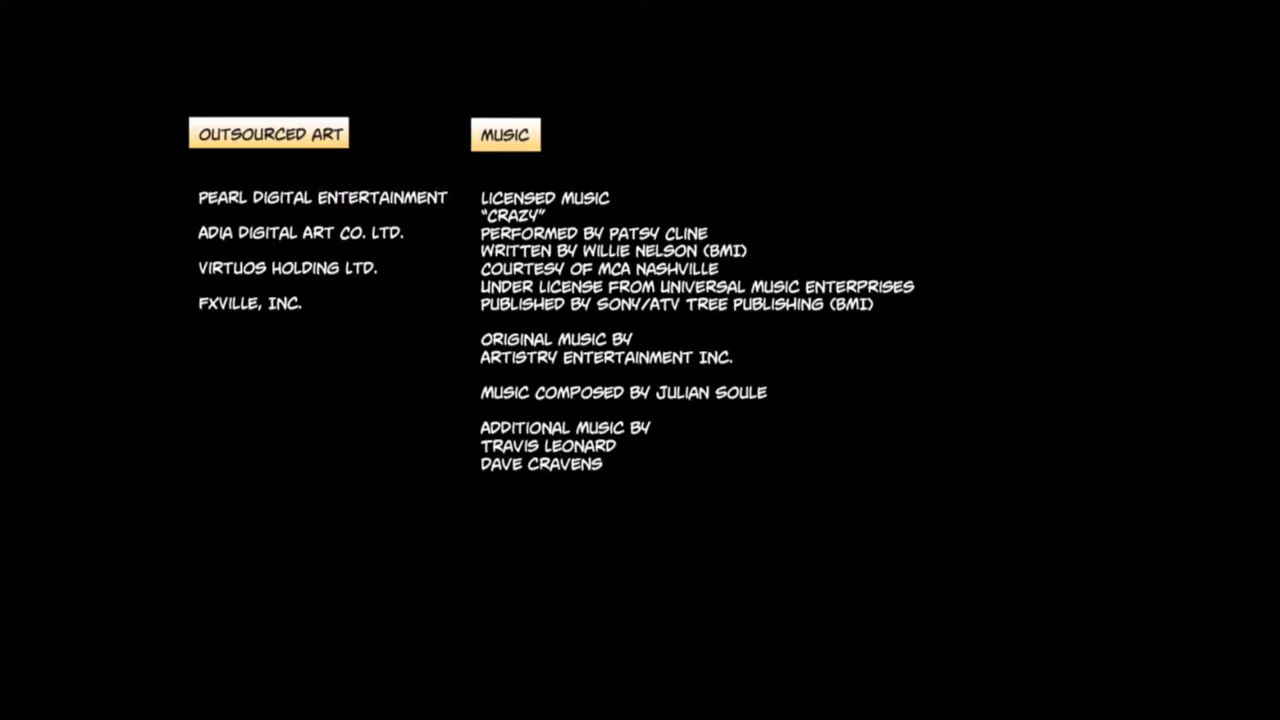 OUTSOURCED ART
PEARL DIGITAL ENTERTAINMENT
ADIA DIGITAL ART CO. LTD.
VIRTUOS HOLDING LTD.
FXVILLE, INC.
MUSIC
LICENSED MUSIC
"CRAZY"
PERFORMED BY PATSY CLINE
WRITTEN BY WILLIE NELSON (BMI)
COURTESY OF MCA NASHVILLE
UNDER LICENSE FROM UNIVERSAL MUSIC ENTERPRISES
PUBLISHED BY SONY/ATV TREE PUBLISHING (BMI)
ORIGINAL MUSIC BY
ARTISTRY ENTERTAINMENT INC.
MUSIC COMPOSED BY JULIAN SOULE
ADDITIONAL MUSIC BY
TRAVIS LEONARD
DAVE CRAVENS